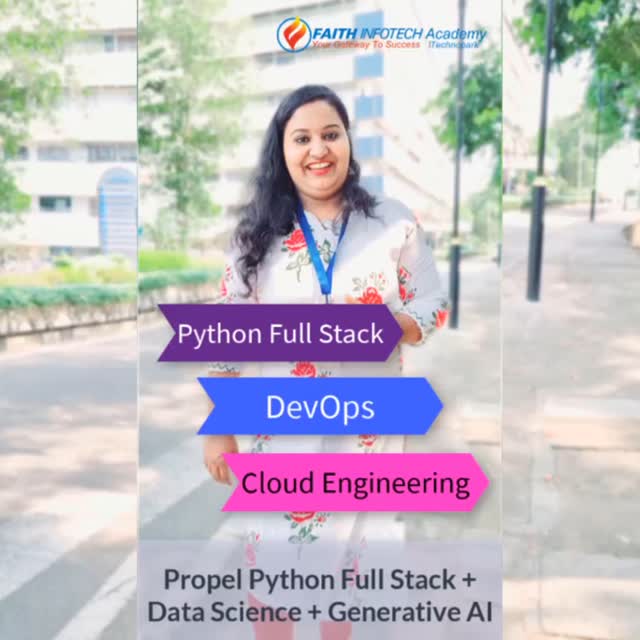 FAITH INFOTECH Academy
Your Gateway To Success ITechnopark
Python Full Stack
DevOps
Cloud Engineering
Propel Python Full Stack +
Data Science + Generative AI